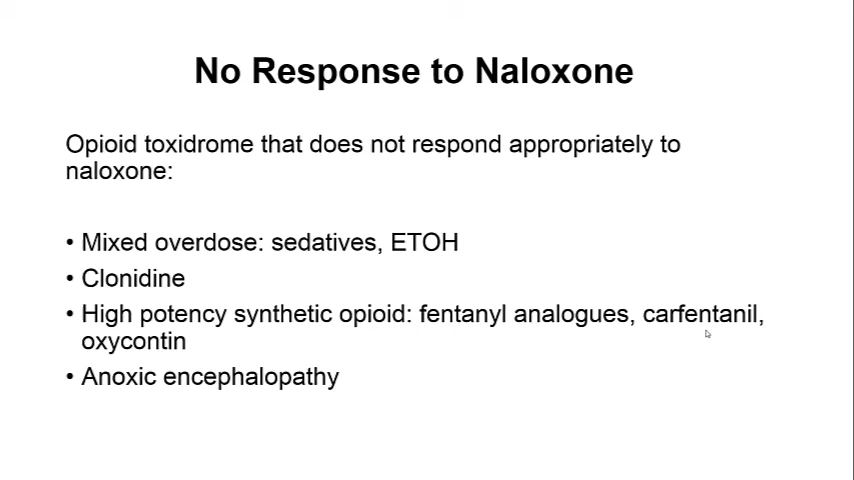 No Response to Naloxone
Opioid toxidrome that does not respond appropriately to
naloxone:
• Mixed overdose: sedatives, ETOH
• Clonidine
• High potency synthetic opioid: fentanyl analogues, carfentanil,
oxycontin
• Anoxic encephalopathy